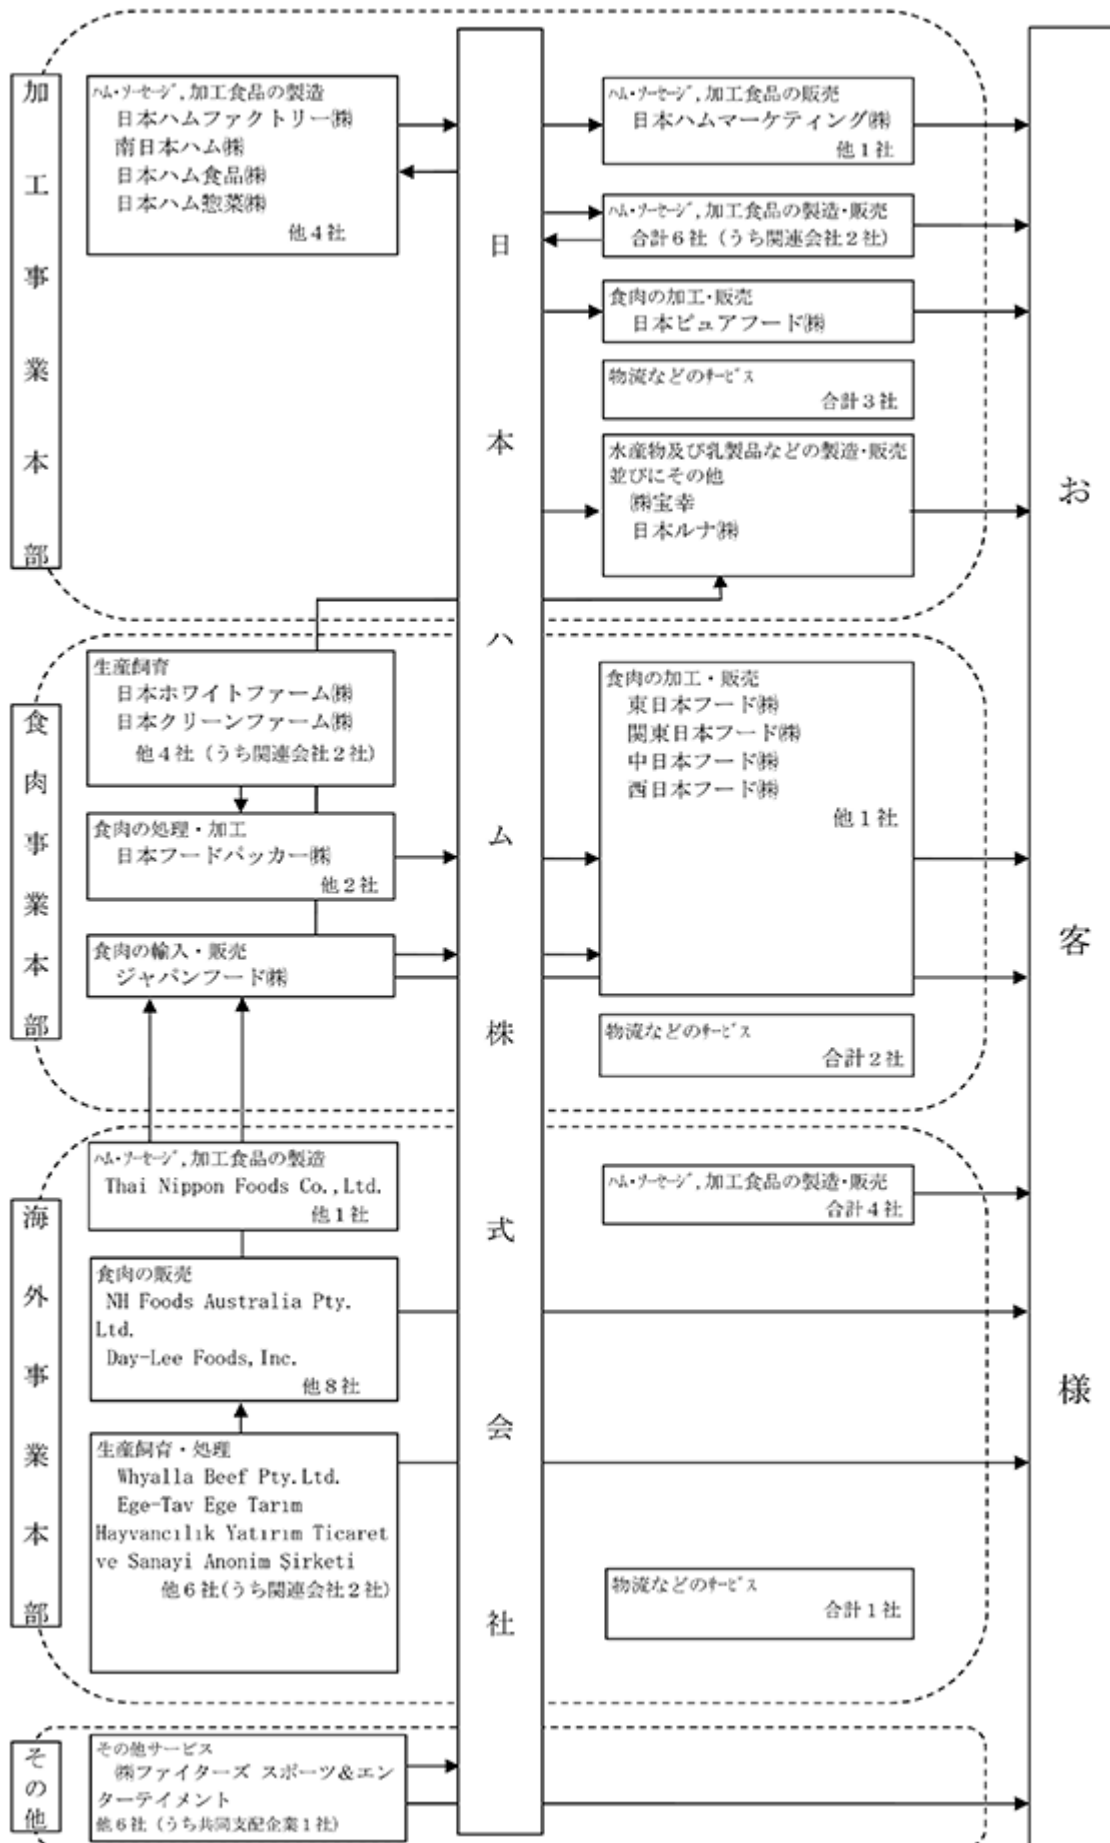 加工事業本部
ハム・ソーセージ,加工食品の製造
日本ハムファクトリー㈱
南日本ハム㈱
日本ハム食品㈱
日本ハム惣菜㈱
他4社
ハム・ソーセージ,加工食品の販売
日本ハムマーケティング㈱
他1社
ハム・ソーセージ,加工食品の製造・販売
合計6社（うち関連会社2社）
食肉の加工・販売
日本ピュアフード㈱
物流などのサービス
合計3社
水産物及び乳製品などの製造・販売
並びにその他
㈱宝幸
日本ルナ㈱
日本ハム株式会社
お客様
食肉事業本部
生産飼育
日本ホワイトファーム㈱
日本クリーンファーム㈱
他4社（うち関連会社2社）
食肉の処理・加工
日本フードパッカー㈱
他2社
食肉の輸入・販売
ジャパンフード㈱
食肉の加工・販売
東日本フード㈱
関東日本フード㈱
中日本フード㈱
西日本フード㈱
他1社
物流などのサービス
合計2社
海外事業本部
ハム・ソーセージ,加工食品の製造
Thai Nippon Foods Co.,Ltd.
他1社
食肉の販売
NH Foods Australia Pty.
Ltd.
Day-Lee Foods,Inc.
他8社
生産飼育・処理
Whyalla Beef Pty.Ltd.
Ege-Tav Ege Tarım
Hayvancılık Yatırım Ticaret
ve Sanayi Anonim Şirketi
他6社(うち関連会社2社)
ハム・ソーセージ,加工食品の製造・販売
合計4社
物流などのサービス
合計1社
その他
その他サービス
㈱ファイターズ スポーツ&エン
ターテイメント
他6社（うち共同支配企業1社）